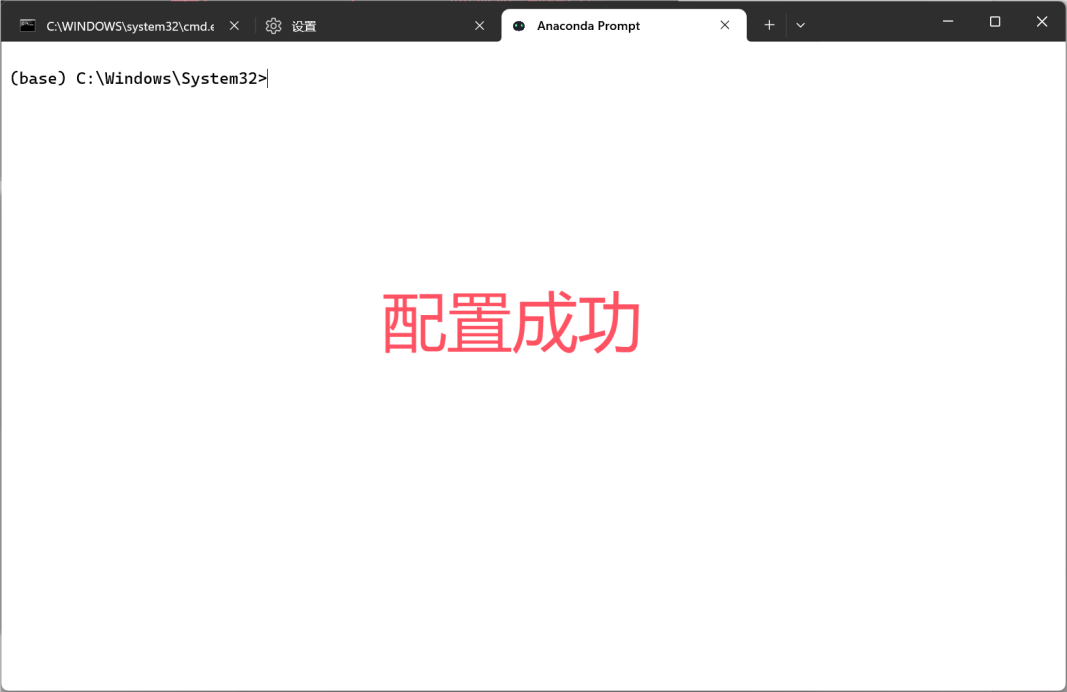 C:\WINDOWS\system32\cmd.e
设置
Anaconda Prompt
(base) C:\Windows\System32>
配置成功